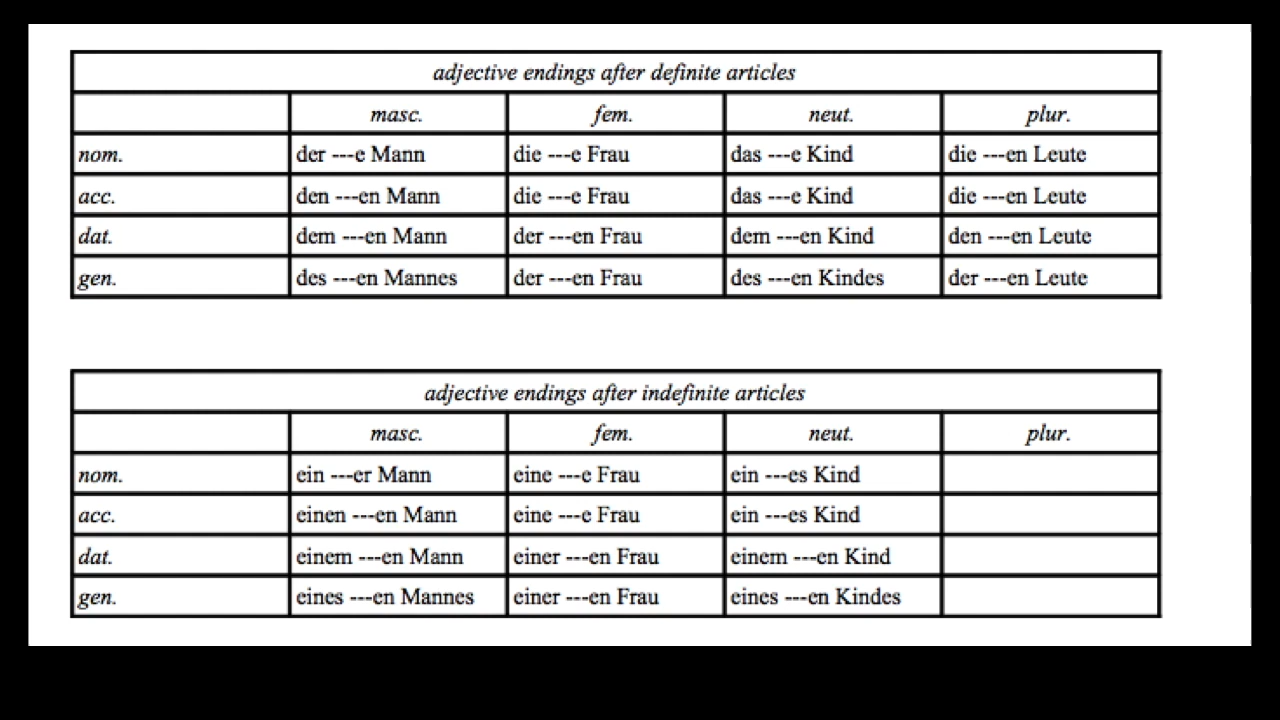 adjective endings after definite articles
masc. fem. neut. plur.
nom. der ---e Mann die ---e Frau das ---e Kind die ---en Leute
acc. den ---en Mann die ---e Frau das ---e Kind die ---en Leute
dat. dem ---en Mann der ---en Frau dem ---en Kind den ---en Leute
gen. des ---en Mannes der ---en Frau des ---en Kindes der ---en Leute
adjective endings after indefinite articles
masc. fem. neut. plur.
nom. ein ---er Mann eine ---e Frau ein ---es Kind
acc. einen ---en Mann eine ---e Frau ein ---es Kind
dat. einem ---en Mann einer ---en Frau einem ---en Kind
gen. eines ---en Mannes einer ---en Frau eines ---en Kindes